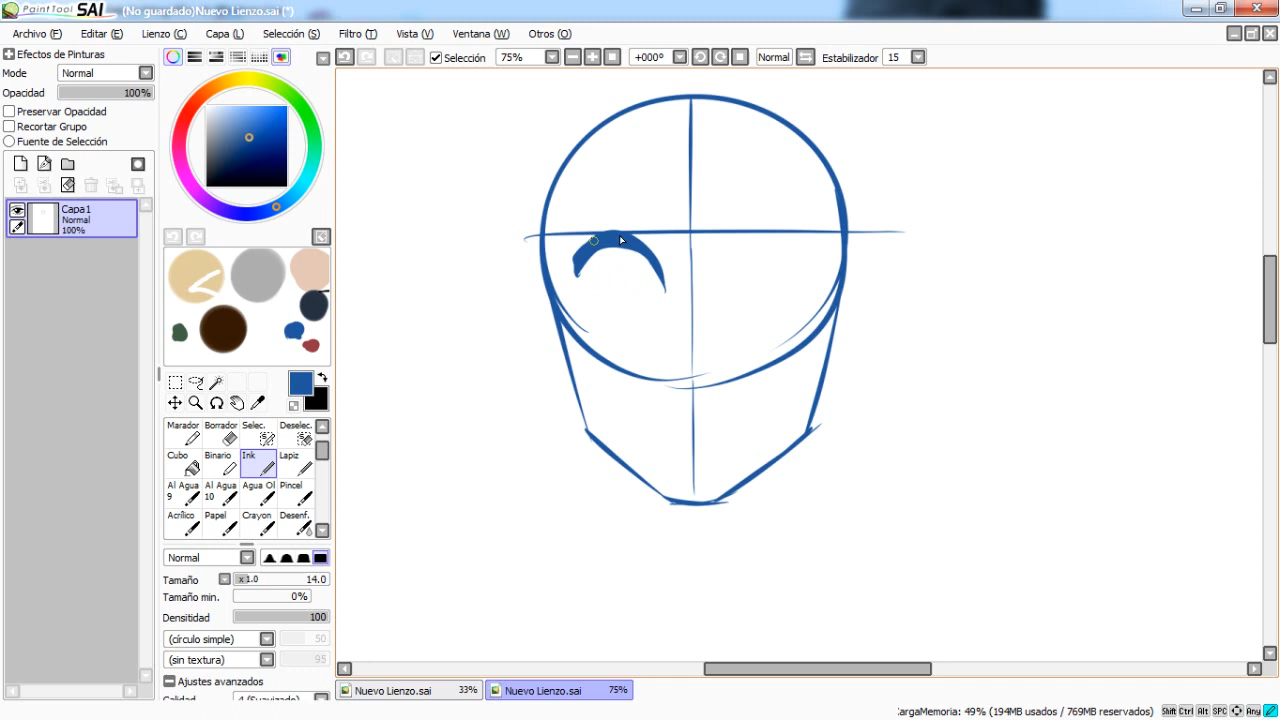 PaintTool SAI (No guardado)Nuevo Lienzo.sai (*)
Archivo (F) Editar (E) Lienzo (C) Capa (L) Selección (S) Filtro (T) Vista (V) Ventana (W) Otros (O)
Efectos de Pinturas
Selección 75% +000° Normal Estabilizador 15
Modo Normal
Opacidad 100%
Preservar Opacidad
Recortar Grupo
Fuente de Selección
Capa1
Normal
100%
Marador Borrador Selec. Deselec.
Cubo Binario Ink Lapiz
Al Agua 9 Al Agua 10 Agua Ol Pincel
Acrílico Papel Crayon Desenf.
Normal
Tamaño x1.0 14.0
Tamaño min. 0%
Densitidad 100
(círculo simple) 50
(sin textura) 95
Ajustes avanzados
Calidad 4 (Suavizado)
Nuevo Lienzo.sai 33% Nuevo Lienzo.sai 75%
CargaMemoria: 49% (194MB usados / 769MB reservados) Shift Ctrl Alt SPC Any